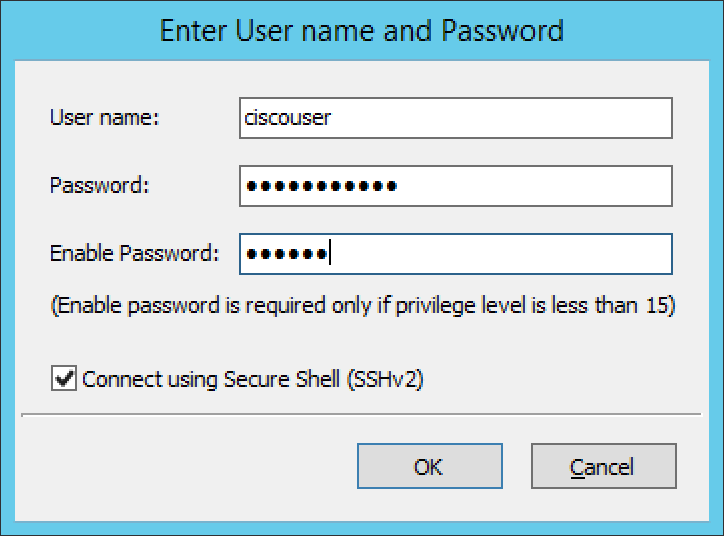 Enter User name and Password
User name: ciscouser
Password: ●●●●●●●●●●●
Enable Password: ●●●●●●
(Enable password is required only if privilege level is less than 15)
Connect using Secure Shell (SSHv2)
OK Cancel